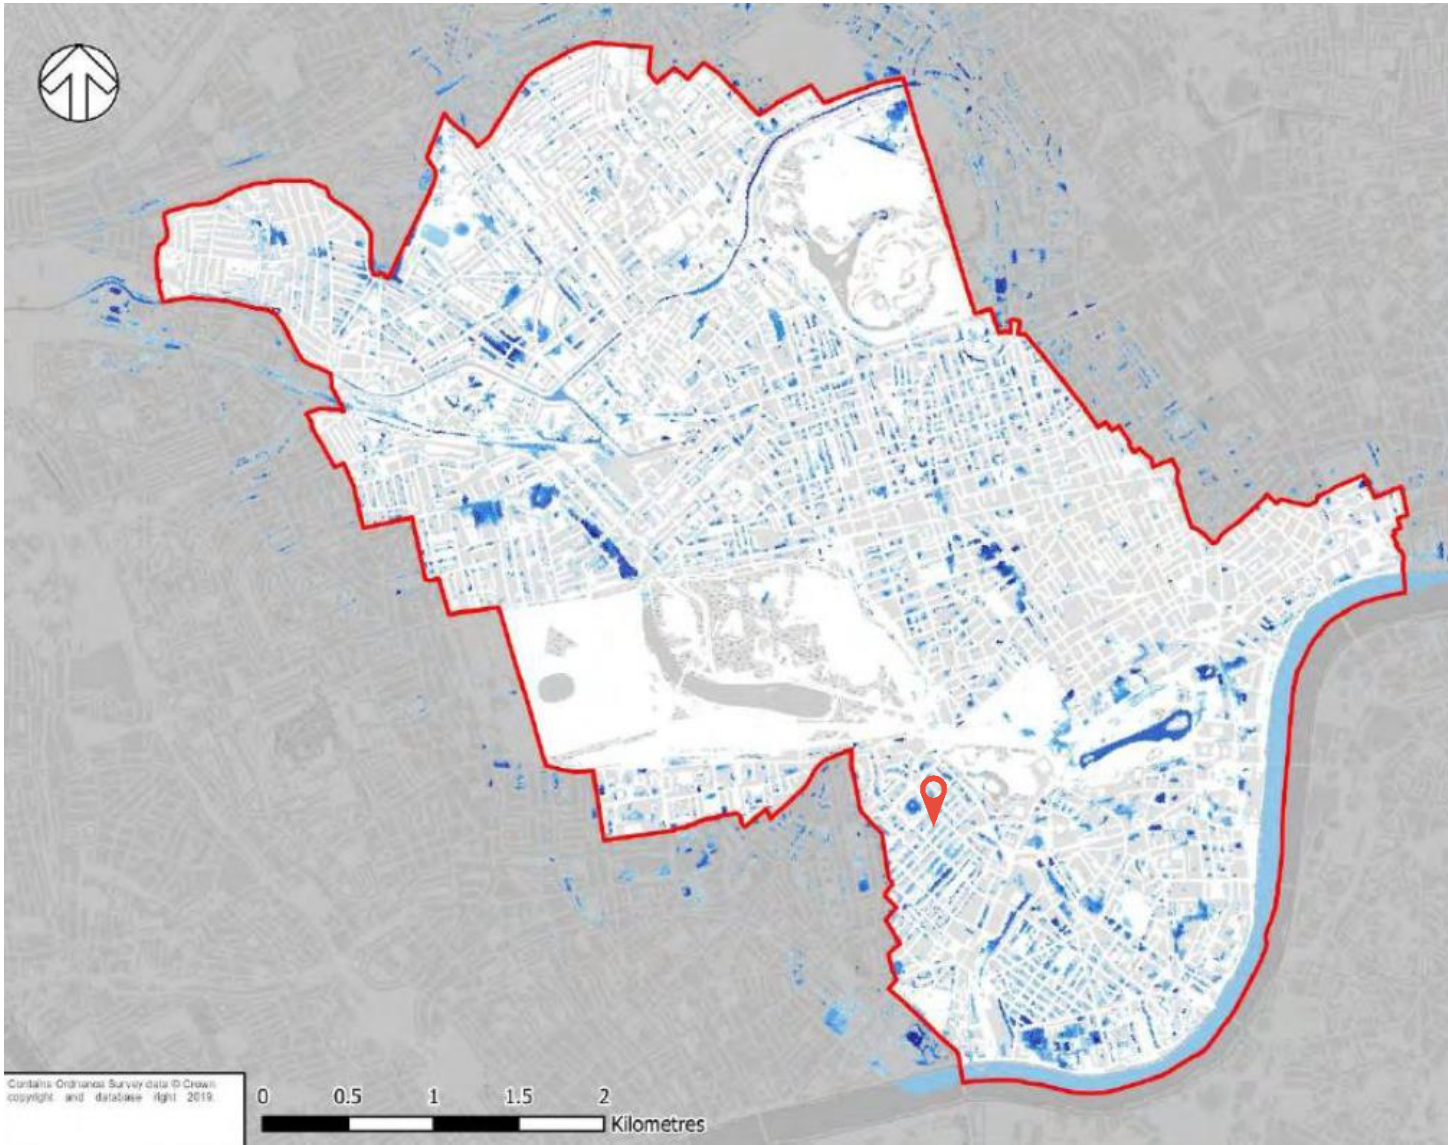 Contains Ordnance Survey data © Crown
copyright and database right 2019.
0 0.5 1 1.5 2
Kilometres